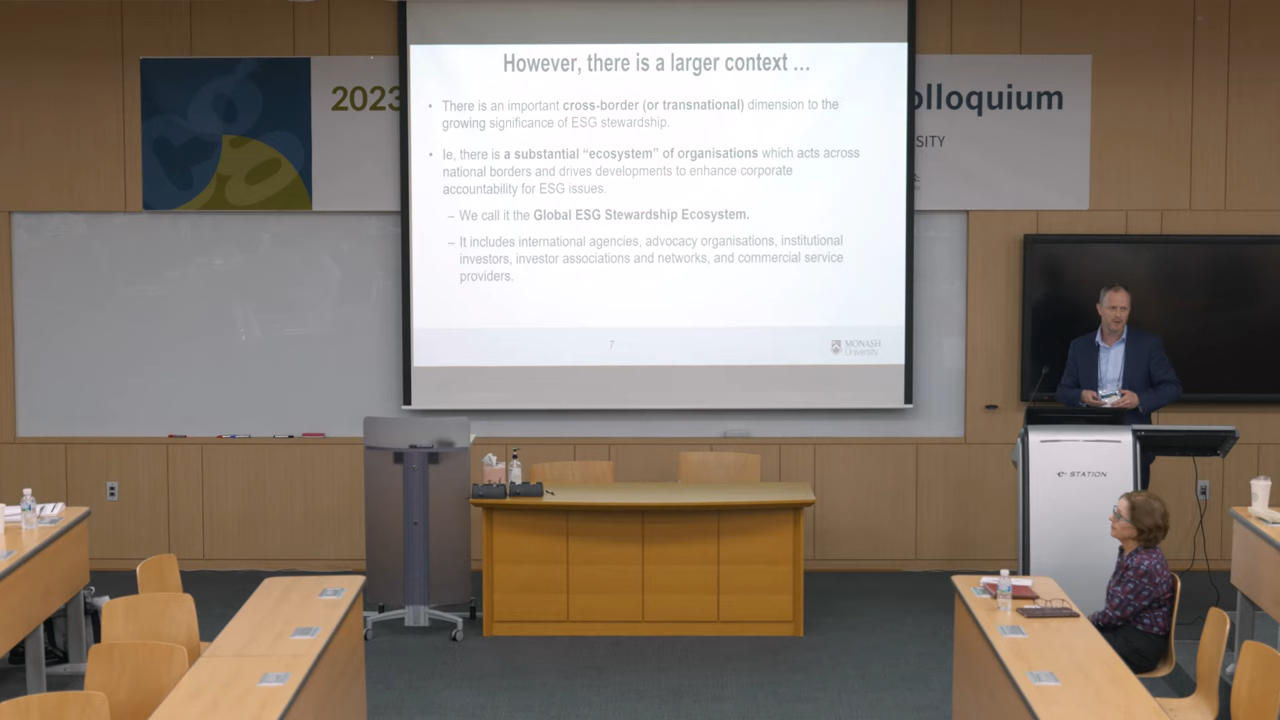 However, there is a larger context ...
• There is an important cross-border (or transnational) dimension to the
growing significance of ESG stewardship.
• Ie, there is a substantial “ecosystem” of organisations which acts across
national borders and drives developments to enhance corporate
accountability for ESG issues.
– We call it the Global ESG Stewardship Ecosystem.
– It includes international agencies, advocacy organisations, institutional
investors, investor associations and networks, and commercial service
providers.
7
MONASH
University
2023
olloquium
SITY
e-STATION